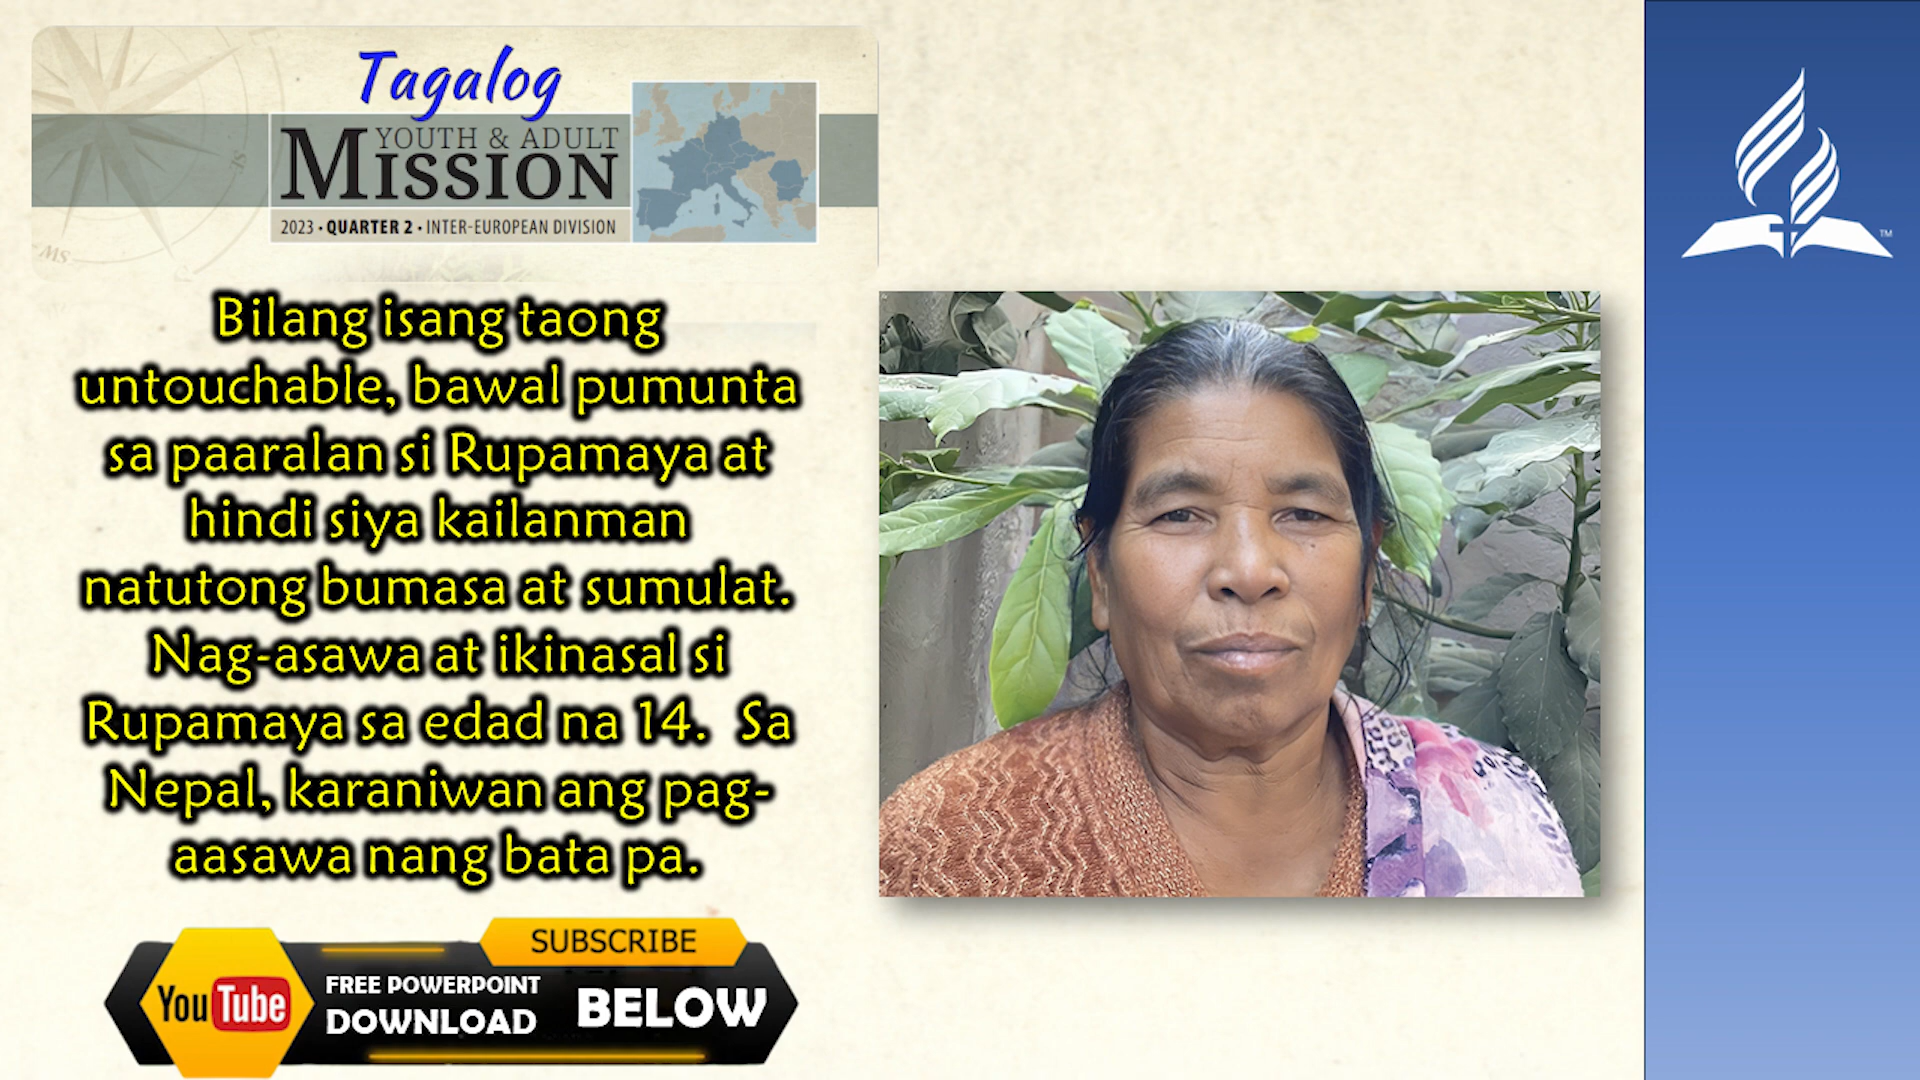 Tagalog
YOUTH & ADULT
MISSION
2023 • QUARTER 2 • INTER-EUROPEAN DIVISION
Bilang isang taong
untouchable, bawal pumunta
sa paaralan si Rupamaya at
hindi siya kailanman
natutong bumasa at sumulat.
Nag-asawa at ikinasal si
Rupamaya sa edad na 14. Sa
Nepal, karaniwan ang pag-
aasawa nang bata pa.
SUBSCRIBE
YouTube
FREE POWERPOINT
DOWNLOAD
BELOW
TM